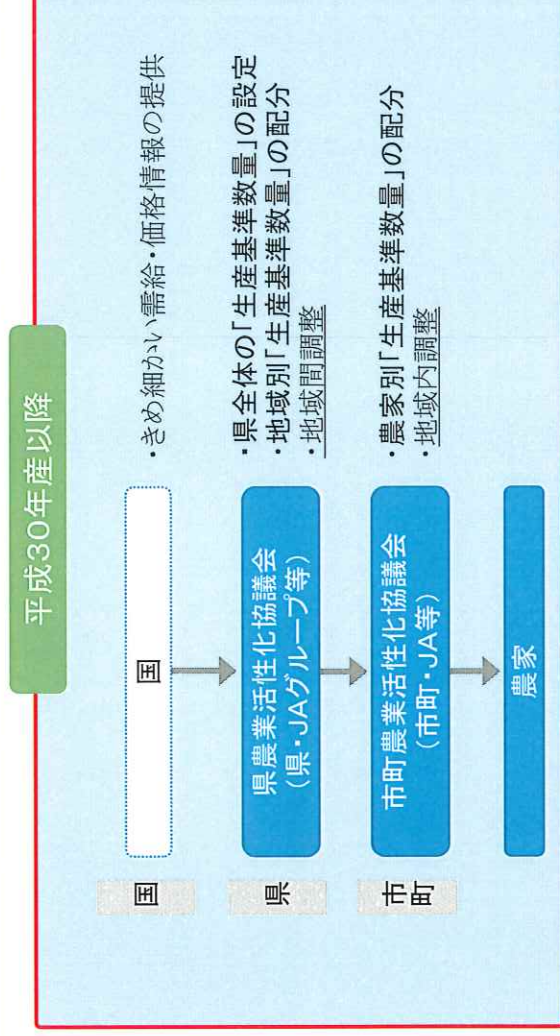 平成30年産以降
国
国
・きめ細かい需給・価格情報の提供
県
県農業活性化協議会
(県・JAグループ等)
・県全体の「生産基準数量」の設定
・地域別「生産基準数量」の配分
・地域間調整
市町
市町農業活性化協議会
(市町・JA等)
・農家別「生産基準数量」の配分
・地域内調整
農家